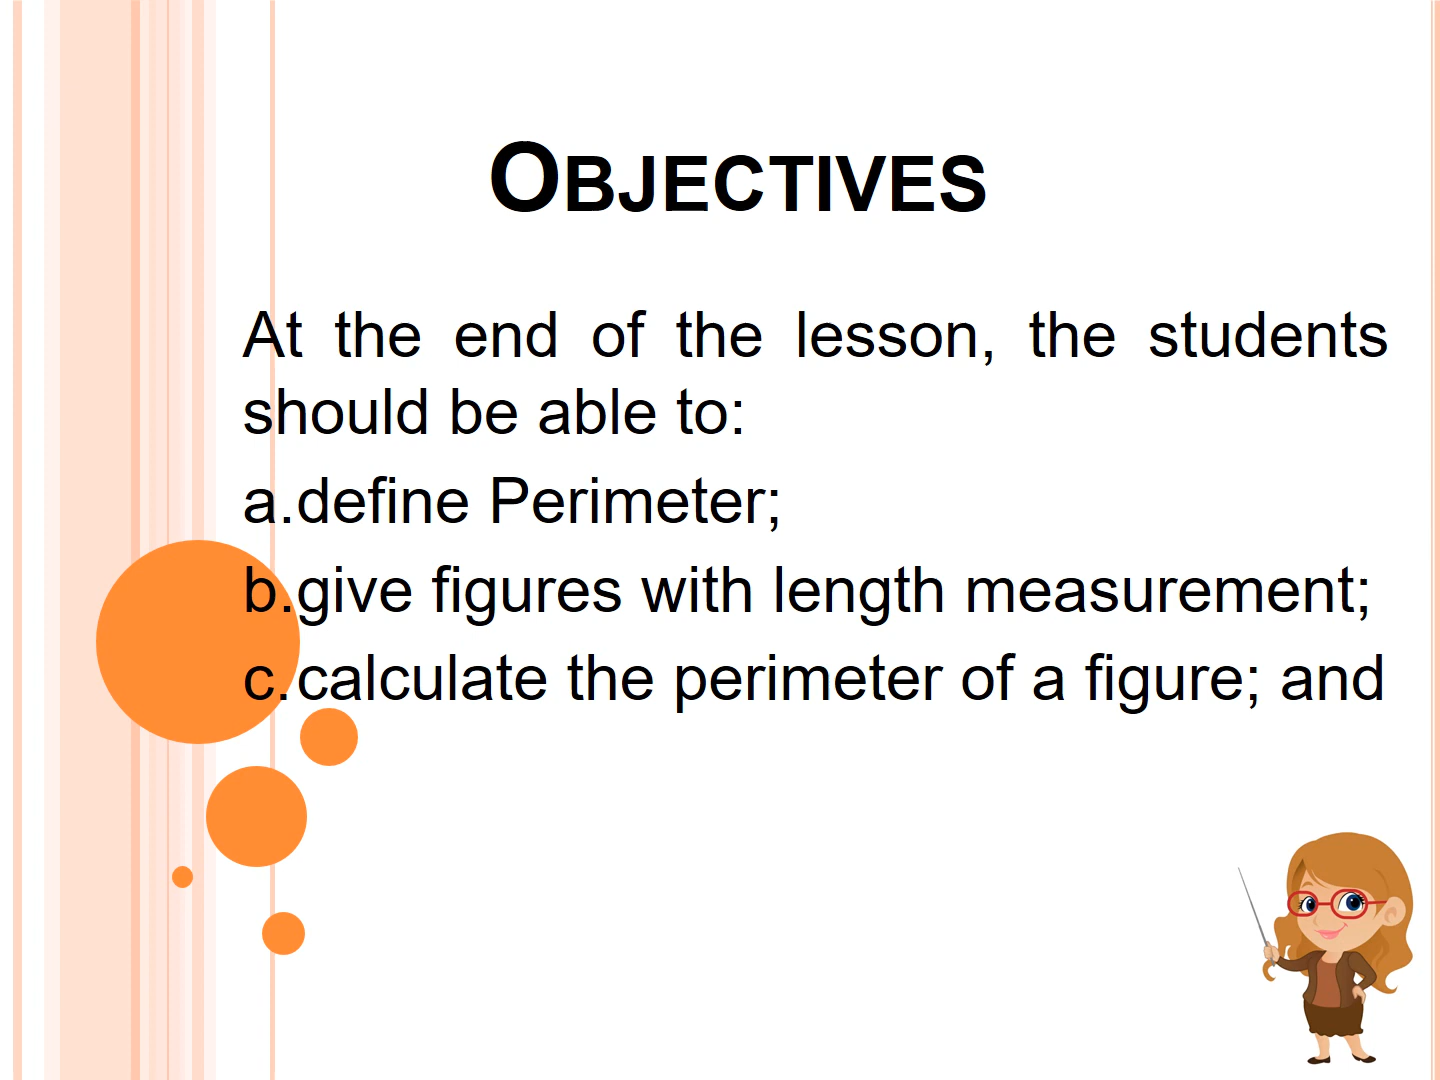 OBJECTIVES
At the end of the lesson, the students
should be able to:
a.define Perimeter;
b.give figures with length measurement;
c.calculate the perimeter of a figure; and